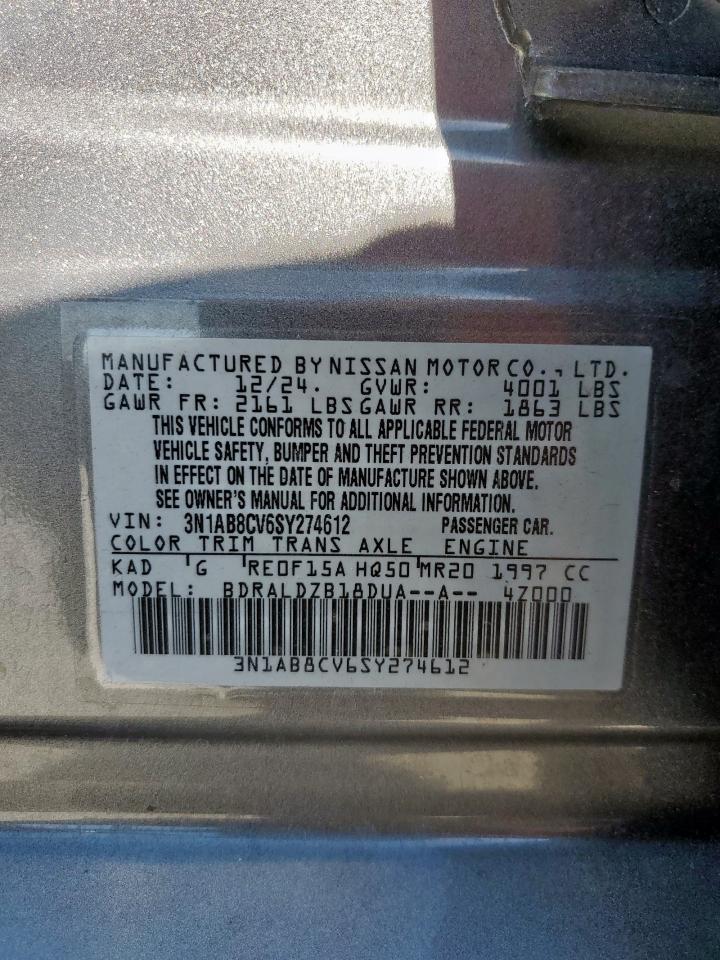 MANUFACTURED BY NISSAN MOTOR CO., LTD.
DATE: 12/24. GVWR: 4001 LBS
GAWR FR: 2161 LBS GAWR RR: 1863 LBS
THIS VEHICLE CONFORMS TO ALL APPLICABLE FEDERAL MOTOR
VEHICLE SAFETY, BUMPER AND THEFT PREVENTION STANDARDS
IN EFFECT ON THE DATE OF MANUFACTURE SHOWN ABOVE.
SEE OWNER'S MANUAL FOR ADDITIONAL INFORMATION.
VIN: 3N1AB8CV6SY274612 PASSENGER CAR.
COLOR TRIM TRANS AXLE ENGINE
KAD G RE0F15A HQ50 MR20 1997 CC
MODEL: BDRALDZB18DUA--A-- 4Z000
3N1AB8CV6SY274612